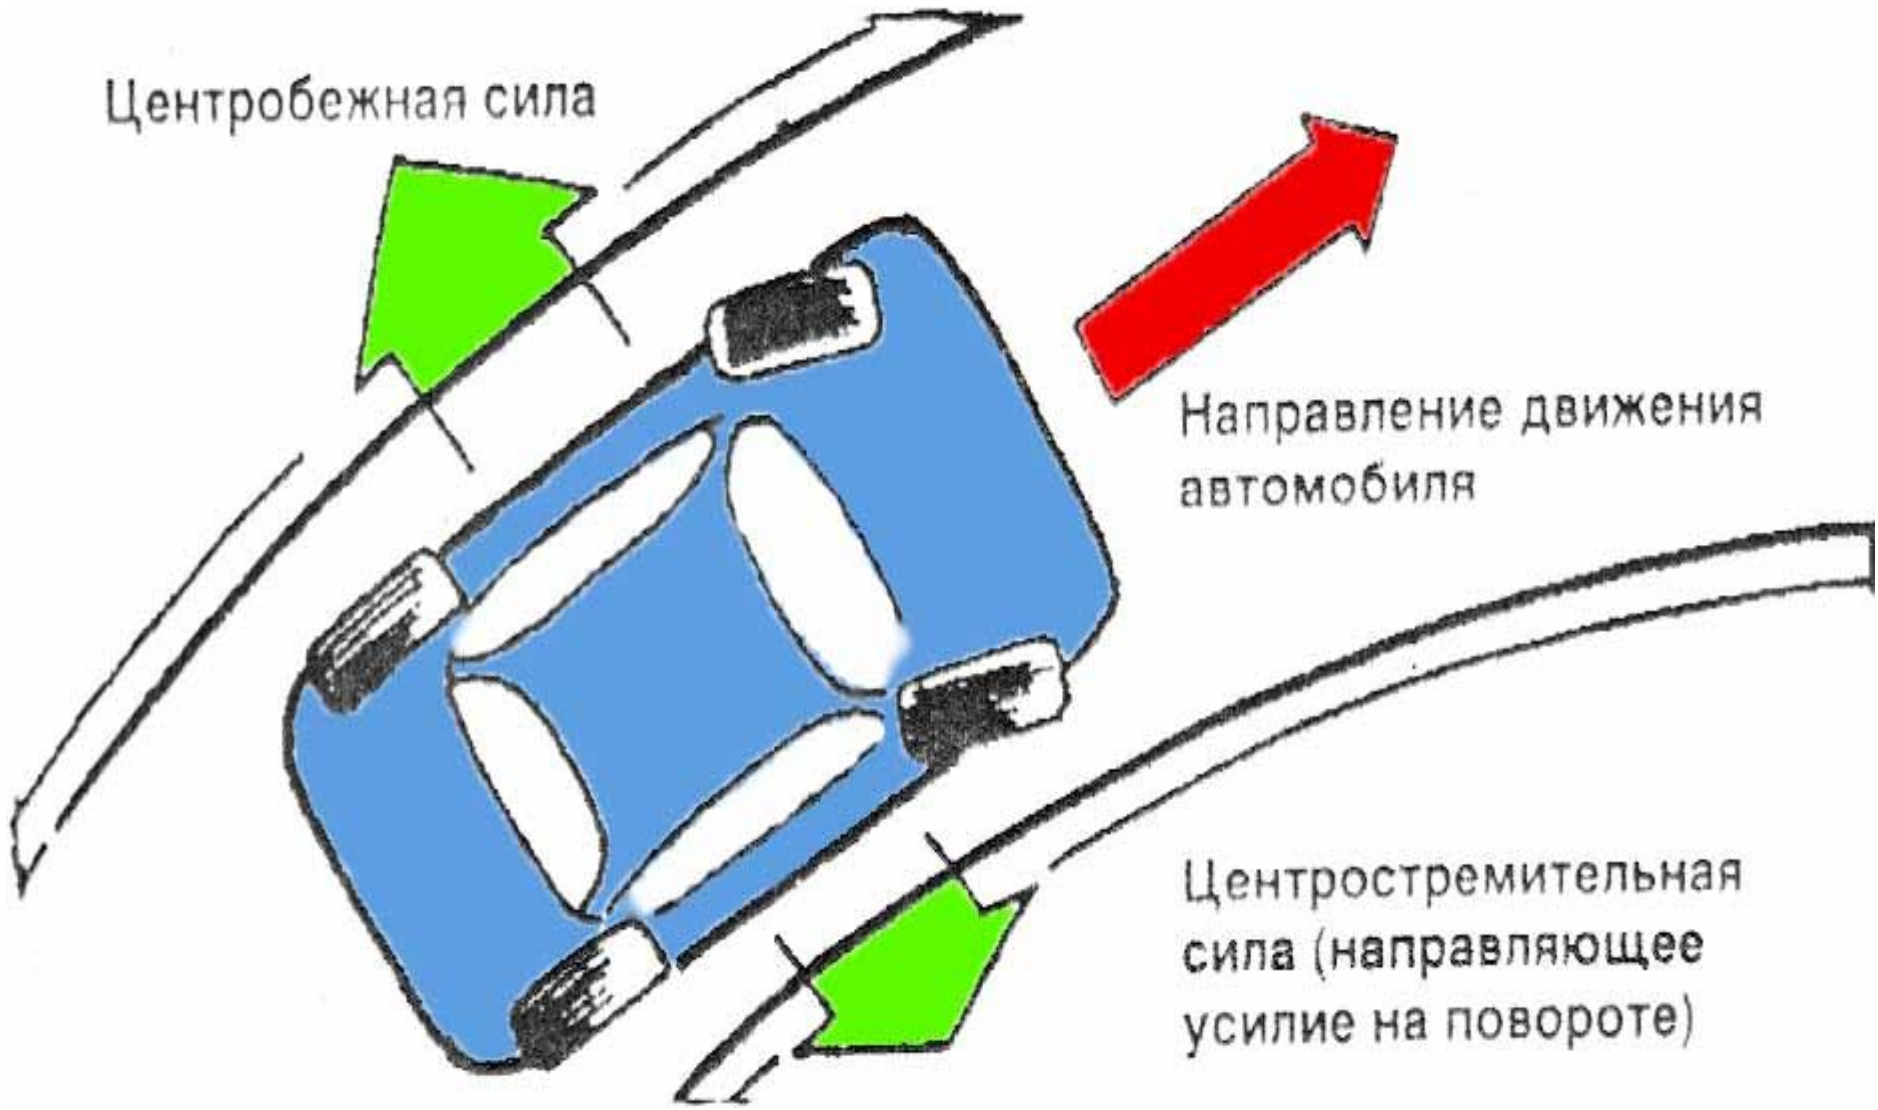 Центробежная сила
Направление движения
автомобиля
Центростремительная
сила (направляющее
усилие на повороте)